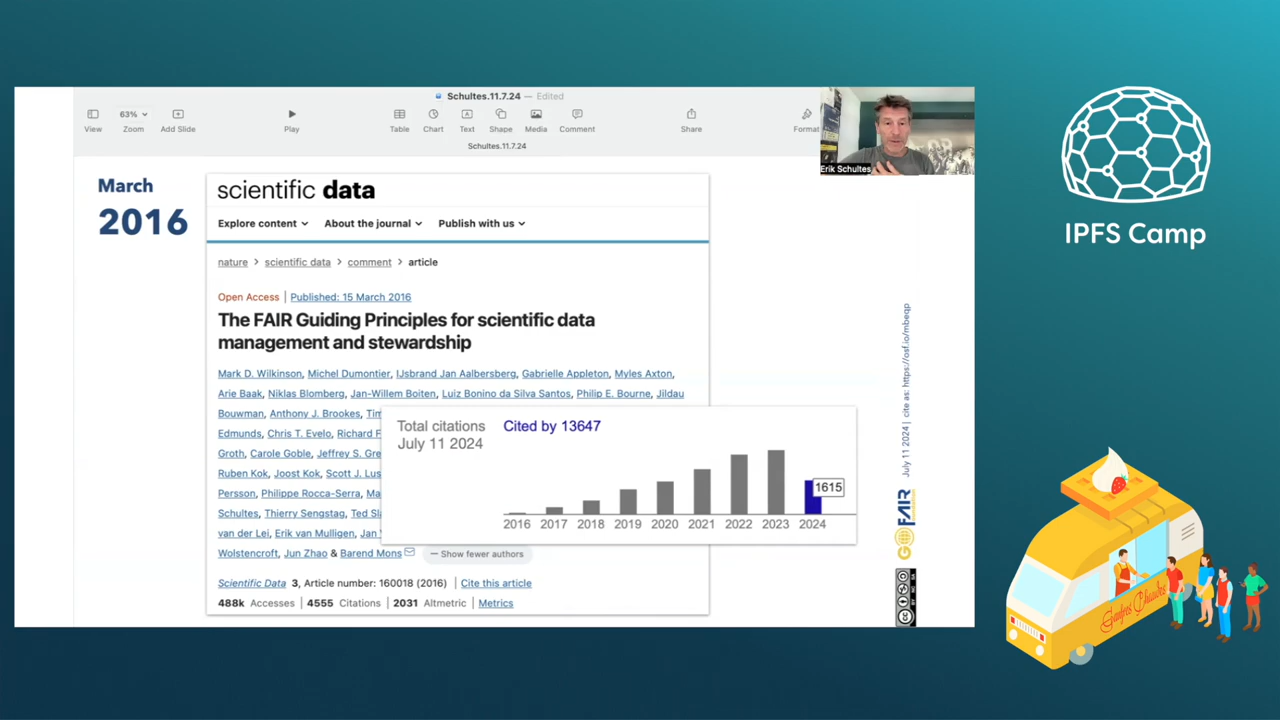 Schultes.11.7.24 — Edited
View
63%
Zoom
Add Slide
Play
Table
Chart
Text
Shape
Media
Comment
Share
Format
Schultes.11.7.24
Erik Schultes
March
2016
scientific data
Explore content
About the journal
Publish with us
nature > scientific data > comment > article
Open Access | Published: 15 March 2016
The FAIR Guiding Principles for scientific data
management and stewardship
Mark D. Wilkinson, Michel Dumontier, IJsbrand Jan Aalbersberg, Gabrielle Appleton, Myles Axton,
Arie Baak, Niklas Blomberg, Jan-Willem Boiten, Luiz Bonino da Silva Santos, Philip E. Bourne, Jildau
Bouwman, Anthony J. Brookes, Tim
Edmunds, Chris T. Evelo, Richard F
Groth, Carole Goble, Jeffrey S. Gre
Ruben Kok, Joost Kok, Scott J. Lus
Persson, Philippe Rocca-Serra, Ma
Schultes, Thierry Sengstag, Ted Sl
van der Lei, Erik van Mulligen, Jan
Wolstencroft, Jun Zhao & Barend Mons
— Show fewer authors
Scientific Data 3, Article number: 160018 (2016) | Cite this article
488k Accesses | 4555 Citations | 2031 Altmetric | Metrics
Total citations
July 11 2024
Cited by 13647
1615
2016 2017 2018 2019 2020 2021 2022 2023 2024
July 11 2024 | cite as: https://osf.io/mbeqp
GO FAIR
IPFS Camp
Gaufres Chaudes